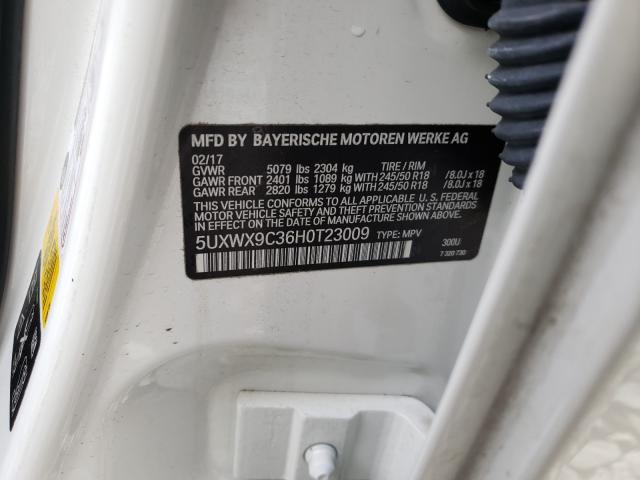 MFD BY BAYERISCHE MOTOREN WERKE AG
02/17
GVWR 5079 lbs 2304 kg TIRE / RIM
GAWR FRONT 2401 lbs 1089 kg WITH 245/50 R18 /8.0J x 18
GAWR REAR 2820 lbs 1279 kg WITH 245/50 R18 /8.0J x 18
THIS VEHICLE CONFORMS TO ALL APPLICABLE U.S. FEDERAL
MOTOR VEHICLE SAFETY, BUMPER, AND THEFT PREVENTION STANDARDS
IN EFFECT ON THE DATE OF MANUFACTURE SHOWN ABOVE.
5UXWX9C36H0T23009 TYPE: MPV 300U
7 320 730